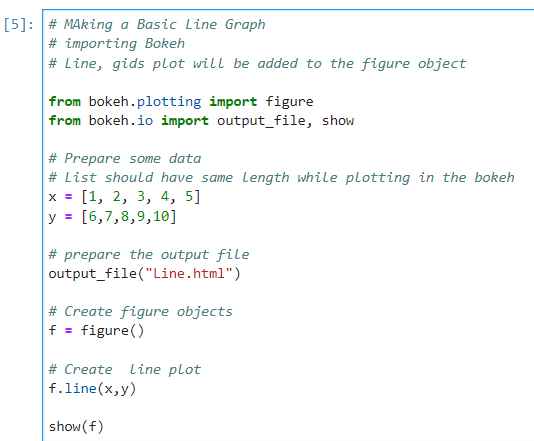 [5]: # MAking a Basic Line Graph
# importing Bokeh
# Line, gids plot will be added to the figure object
from bokeh.plotting import figure
from bokeh.io import output_file, show
# Prepare some data
# List should have same length while plotting in the bokeh
x = [1, 2, 3, 4, 5]
y = [6,7,8,9,10]
# prepare the output file
output_file("Line.html")
# Create figure objects
f = figure()
# Create  line plot
f.line(x,y)
show(f)